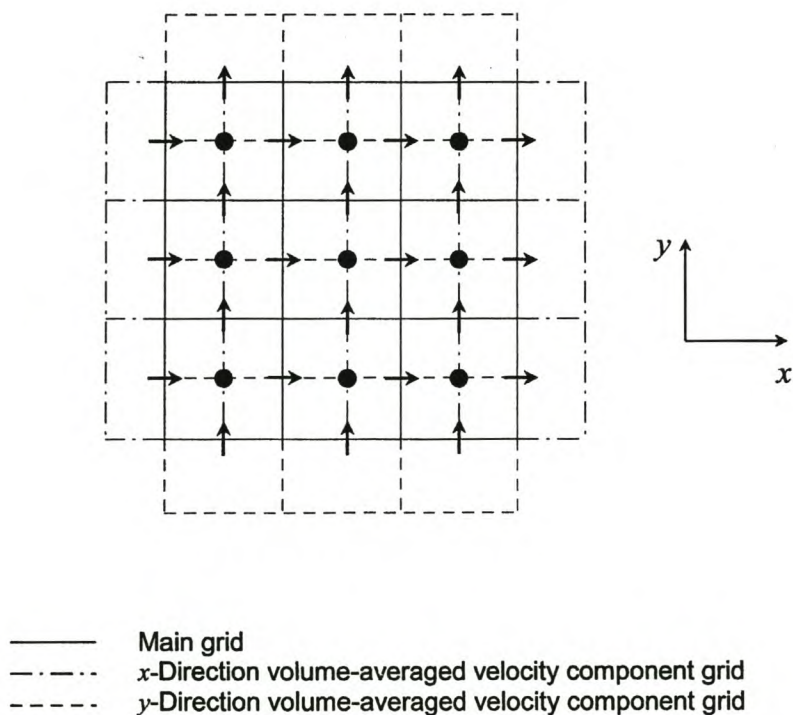 y
x
Main grid
x-Direction volume-averaged velocity component grid
y-Direction volume-averaged velocity component grid